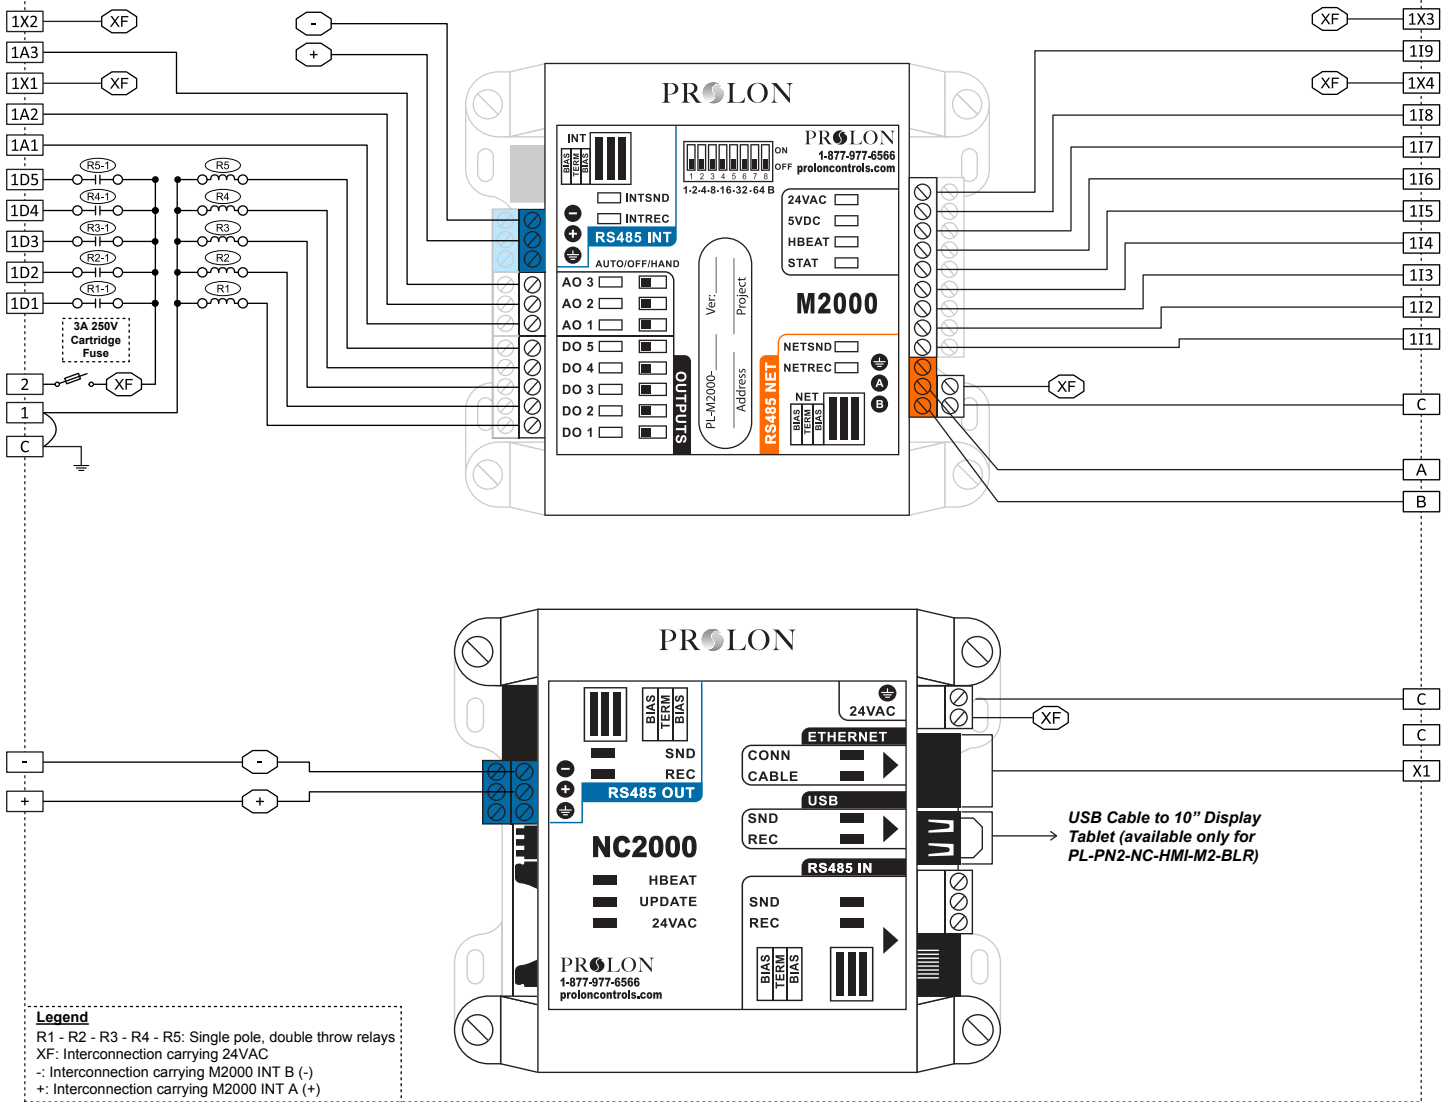 1X2
XF
1A3
1X1
XF
1A2
1A1
1D5
1D4
1D3
1D2
1D1
R5-1
R4-1
R3-1
R2-1
R1-1
R5
R4
R3
R2
R1
3A 250V
Cartridge
Fuse
2
XF
1
C
-
+
PROLON
INT
BIAS
TERM
BIAS
INTSND
INTREC
RS485 INT
AUTO/OFF/HAND
AO 3
AO 2
AO 1
DO 5
DO 4
DO 3
DO 2
DO 1
OUTPUTS
1 2 3 4 5 6 7 8
ON
OFF
1-2-4-8-16-32-64 B
PROLON
1-877-977-6566
proloncontrols.com
24VAC
5VDC
HBEAT
STAT
M2000
PL-M2000- Ver:
Address Project
RS485 NET
NETSND
NETREC
NET
BIAS
TERM
BIAS
A
B
XF
1X3
1I9
XF
1X4
1I8
1I7
1I6
1I5
1I4
1I3
1I2
1I1
XF
C
A
B
PROLON
BIAS
TERM
BIAS
SND
REC
RS485 OUT
NC2000
HBEAT
UPDATE
24VAC
PROLON
1-877-977-6566
proloncontrols.com
24VAC
ETHERNET
CONN
CABLE
USB
SND
REC
RS485 IN
SND
REC
BIAS
TERM
BIAS
-
-
+
+
C
XF
C
X1
USB Cable to 10” Display
Tablet (available only for
PL-PN2-NC-HMI-M2-BLR)
Legend
R1 - R2 - R3 - R4 - R5: Single pole, double throw relays
XF: Interconnection carrying 24VAC
-: Interconnection carrying M2000 INT B (-)
+: Interconnection carrying M2000 INT A (+)